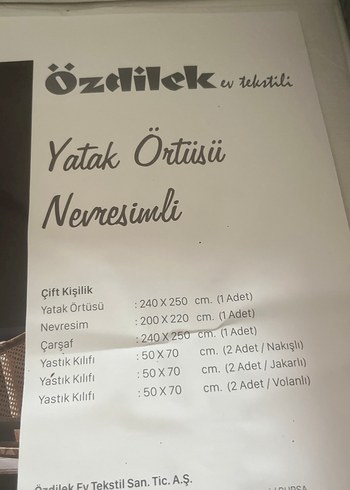 Özdilek ev tekstili
Yatak Örtüsü
Nevresimli
Çift Kişilik
Yatak Örtüsü : 240 X 250 cm. (1 Adet)
Nevresim : 200 X 220 cm. (1 Adet)
Çarşaf : 240 X 250 cm. (1 Adet)
Yastık Kılıfı : 50 X 70 cm. (2 Adet / Nakışlı)
Yastık Kılıfı : 50 X 70 cm. (2 Adet / Jakarlı)
Yastık Kılıfı : 50 X 70 cm. (2 Adet / Volanlı)
Özdilek Ev Tekstil San. Tic. A.Ş.
BURSA